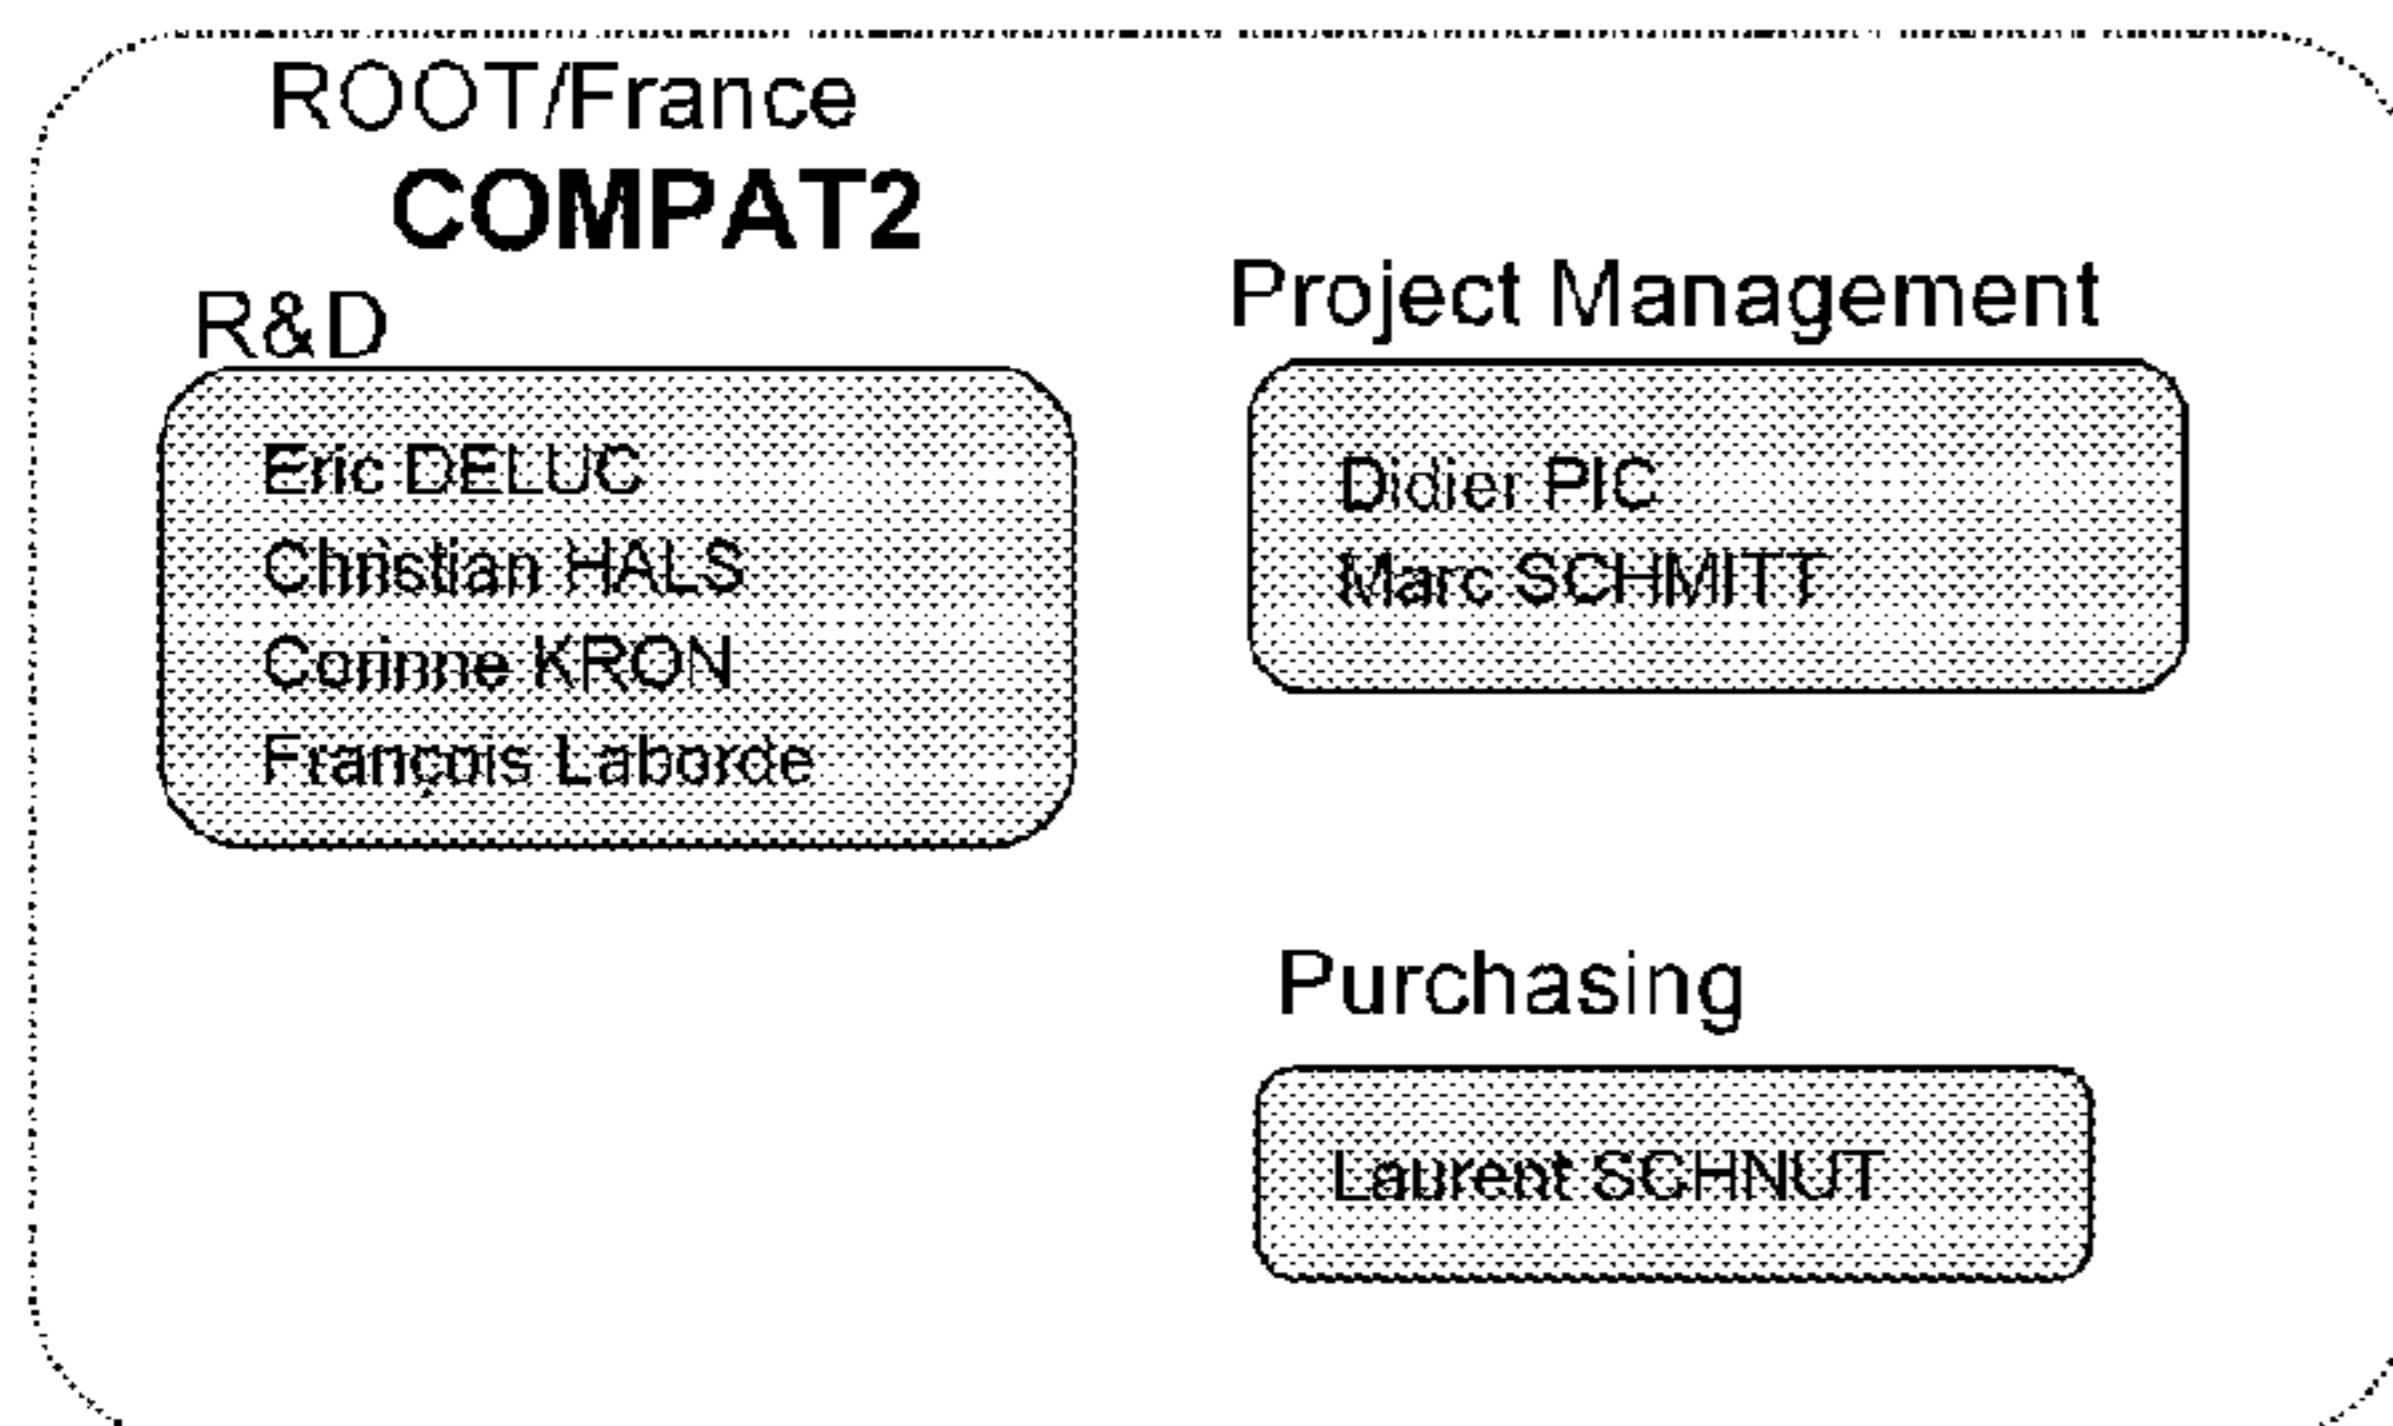 ROOT/France
COMPAT2
R&D
Eric DELUC
Christian HALS
Corinne KRON
François Laborde
Project Management
Didier PIC
Marc SCHMITT
Purchasing
Laurent SCHNUT